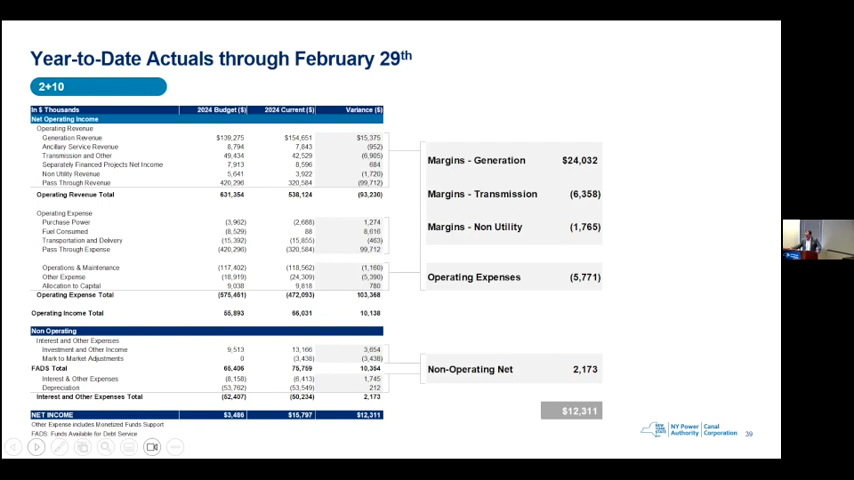 Year-to-Date Actuals through February 29th
2+10
In $ Thousands 2024 Budget ($) 2024 Current ($) Variance ($)
Net Operating Income
Operating Revenue
Generation Revenue $139,275 $154,651 $15,375
Ancillary Service Revenue 8,794 7,843 (952)
Transmission and Other 49,434 42,529 (6,905)
Separately Financed Projects Net Income 7,913 8,596 684
Non Utility Revenue 5,641 3,922 (1,720)
Pass Through Revenue 420,296 320,584 (99,712)
Operating Revenue Total 631,354 538,124 (93,230)
Operating Expense
Purchase Power (3,962) (2,688) 1,274
Fuel Consumed (8,529) 88 8,616
Transportation and Delivery (15,392) (15,855) (463)
Pass Through Expense (420,296) (320,584) 99,712
Operations & Maintenance (117,402) (118,562) (1,160)
Other Expense (18,919) (24,309) (5,390)
Allocation to Capital 9,038 9,818 780
Operating Expense Total (575,461) (472,093) 103,368
Operating Income Total 55,893 66,031 10,138
Non Operating
Interest and Other Expenses
Investment and Other Income 9,513 13,166 3,654
Mark to Market Adjustments 0 (3,438) (3,438)
FADS Total 65,406 75,759 10,354
Interest & Other Expenses (8,158) (6,413) 1,745
Depreciation (53,762) (53,549) 212
Interest and Other Expenses Total (52,407) (50,234) 2,173
NET INCOME $3,486 $15,797 $12,311
Other Expense includes Monetized Funds Support
FADS: Funds Available for Debt Service
Margins - Generation $24,032
Margins - Transmission (6,358)
Margins - Non Utility (1,765)
Operating Expenses (5,771)
Non-Operating Net 2,173
$12,311
NY Power Authority
Canal Corporation
39